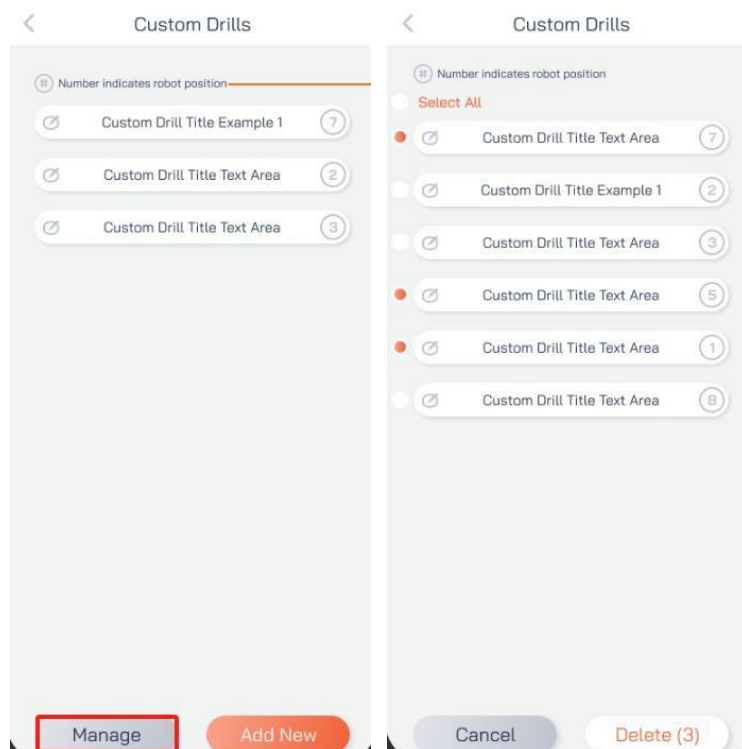 Custom Drills
# Number indicates robot position
Custom Drill Title Example 1 7
Custom Drill Title Text Area 2
Custom Drill Title Text Area 3
Manage
Add New
Custom Drills
# Number indicates robot position
Select All
Custom Drill Title Text Area 7
Custom Drill Title Example 1 2
Custom Drill Title Text Area 3
Custom Drill Title Text Area 5
Custom Drill Title Text Area 1
Custom Drill Title Text Area 8
Cancel
Delete (3)